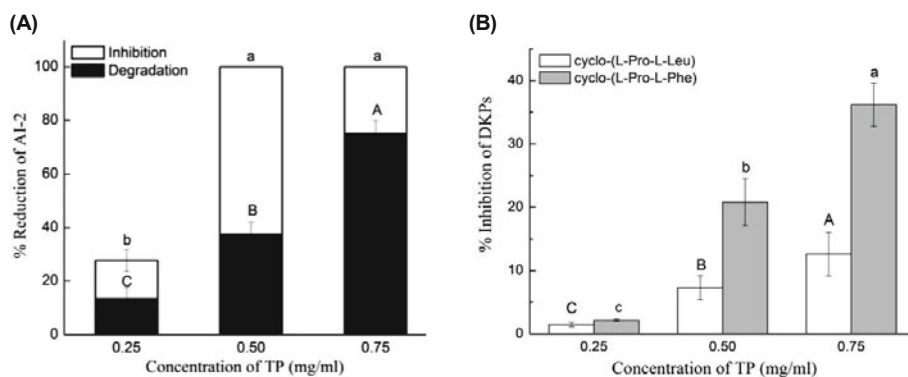 (A)
Inhibition
Degradation
% Reduction of AI-2
100
80
60
40
20
0
b
C
a
B
a
A
0.25
0.50
0.75
Concentration of TP (mg/ml)
(B)
cyclo-(L-Pro-L-Leu)
cyclo-(L-Pro-L-Phe)
% Inhibition of DKPs
40
30
20
10
0
C
c
B
b
A
a
0.25
0.50
0.75
Concentration of TP (mg/ml)